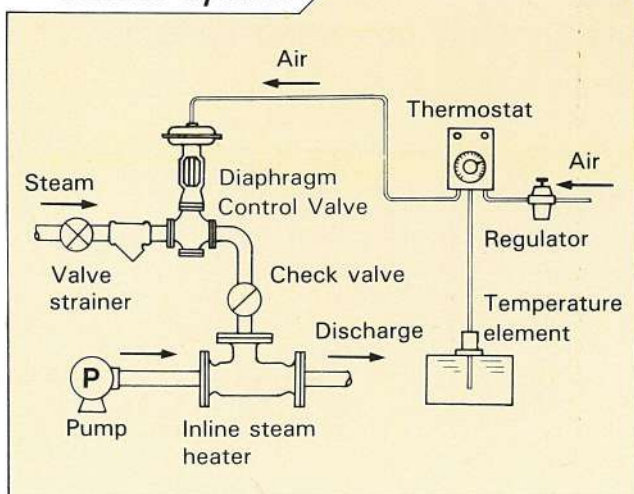 Air
Thermostat
Air
Steam
Diaphragm
Control Valve
Regulator
Valve
strainer
Check valve
Temperature
element
Discharge
P
Pump
Inline steam
heater